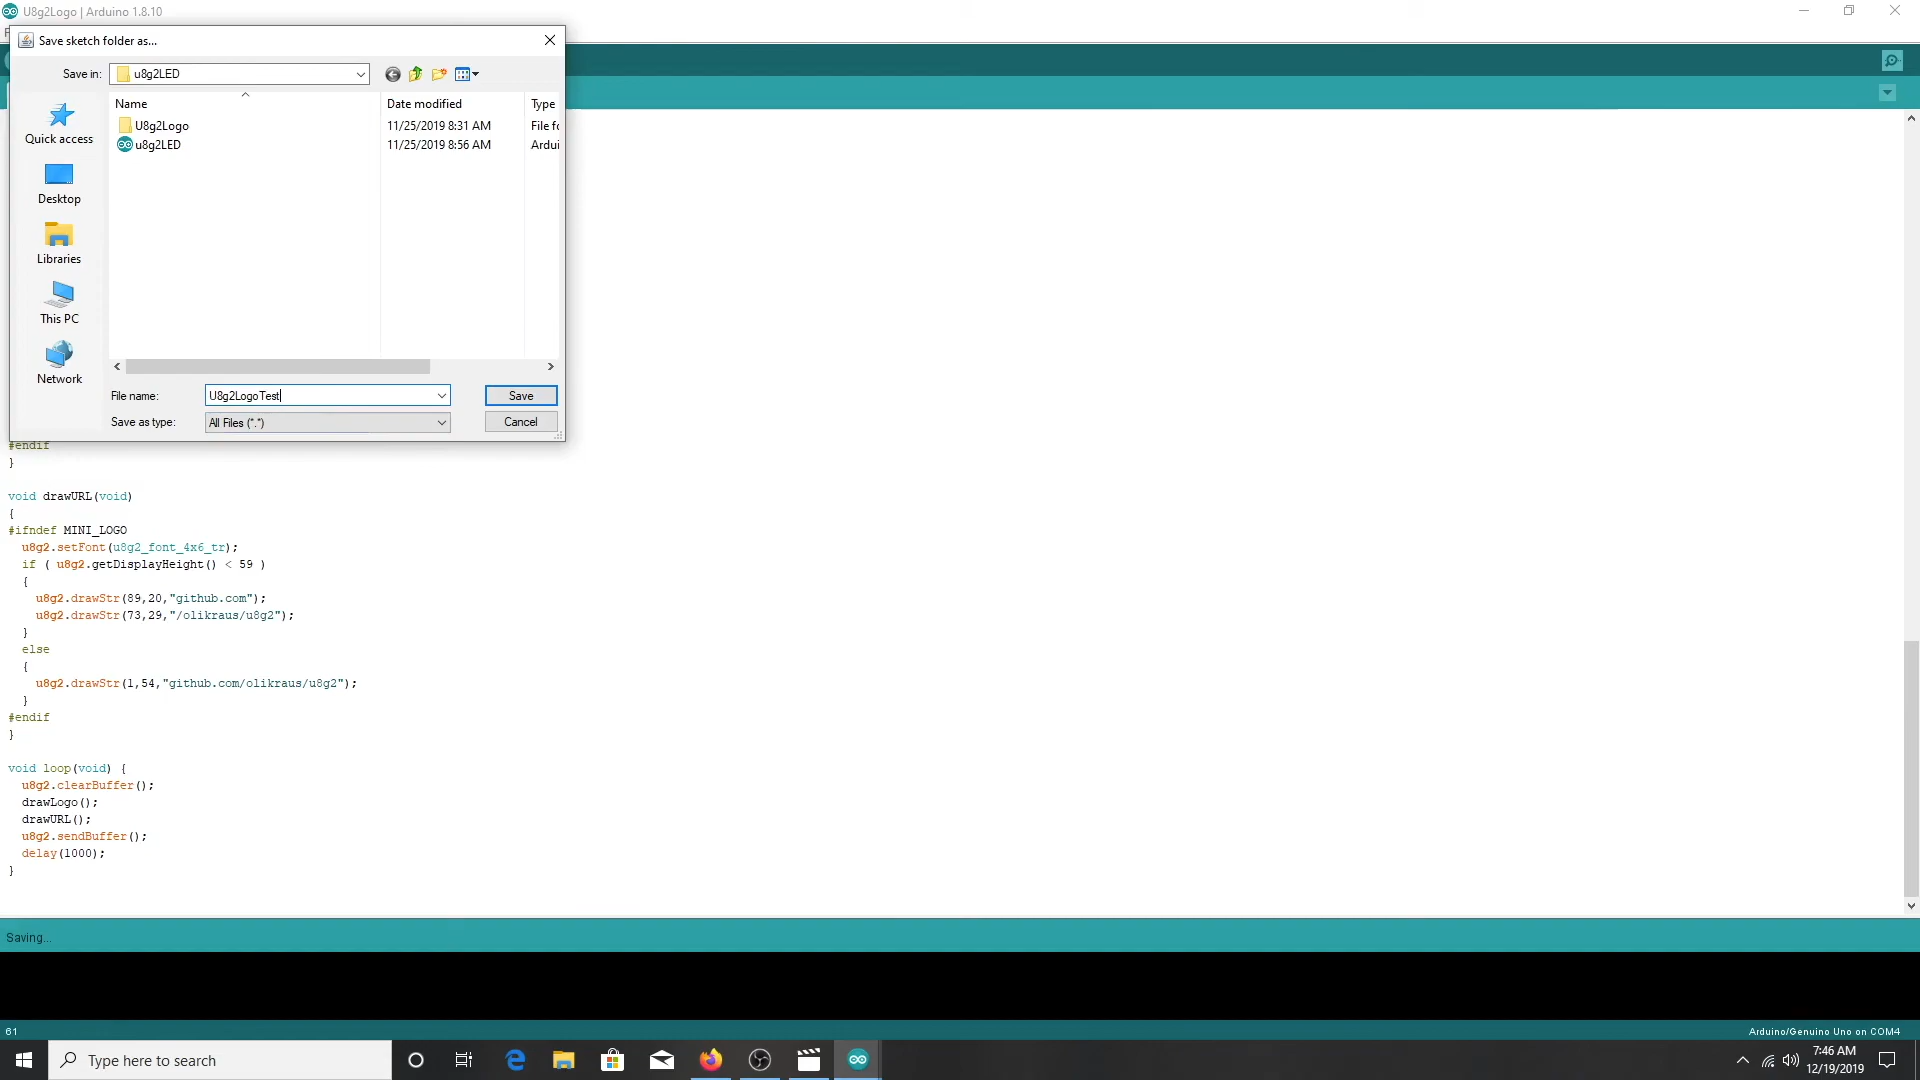 U8g2Logo | Arduino 1.8.10
Save sketch folder as...
Save in: u8g2LED
Name Date modified Type
U8g2Logo 11/25/2019 8:31 AM File fo
u8g2LED 11/25/2019 8:56 AM Ardui
Quick access
Desktop
Libraries
This PC
Network
File name: U8g2LogoTest Save
Save as type: All Files (*.*) Cancel
#endif
}
void drawURL(void)
{
#ifndef MINI_LOGO
u8g2.setFont(u8g2_font_4x6_tr);
if ( u8g2.getDisplayHeight() < 59 )
{
u8g2.drawStr(89,20,"github.com");
u8g2.drawStr(73,29,"/olikraus/u8g2");
}
else
{
u8g2.drawStr(1,54,"github.com/olikraus/u8g2");
}
#endif
}
void loop(void) {
u8g2.clearBuffer();
drawLogo();
drawURL();
u8g2.sendBuffer();
delay(1000);
}
Saving...
61 Arduino/Genuino Uno on COM4
Type here to search
7:46 AM
12/19/2019